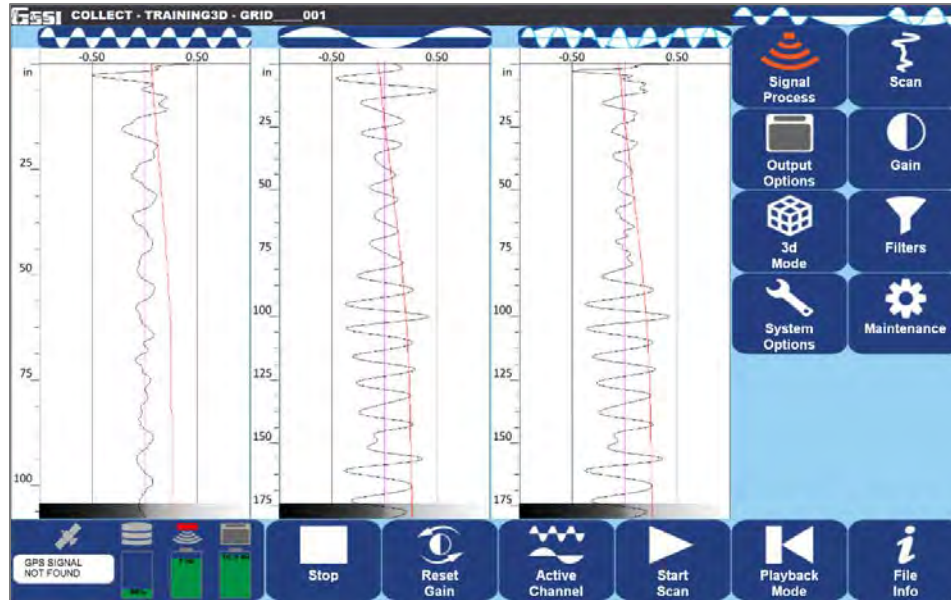 GSSI COLLECT - TRAINING3D - GRID____001
-0.50 0.50
in
25
50
75
100
-0.50 0.50
in
25
50
75
100
125
150
175
-0.50 0.50
in
25
50
75
100
125
150
175
Signal
Process
Scan
Output
Options
Gain
3d
Mode
Filters
System
Options
Maintenance
GPS SIGNAL
NOT FOUND
Stop
Reset
Gain
Active
Channel
Start
Scan
Playback
Mode
File
Info